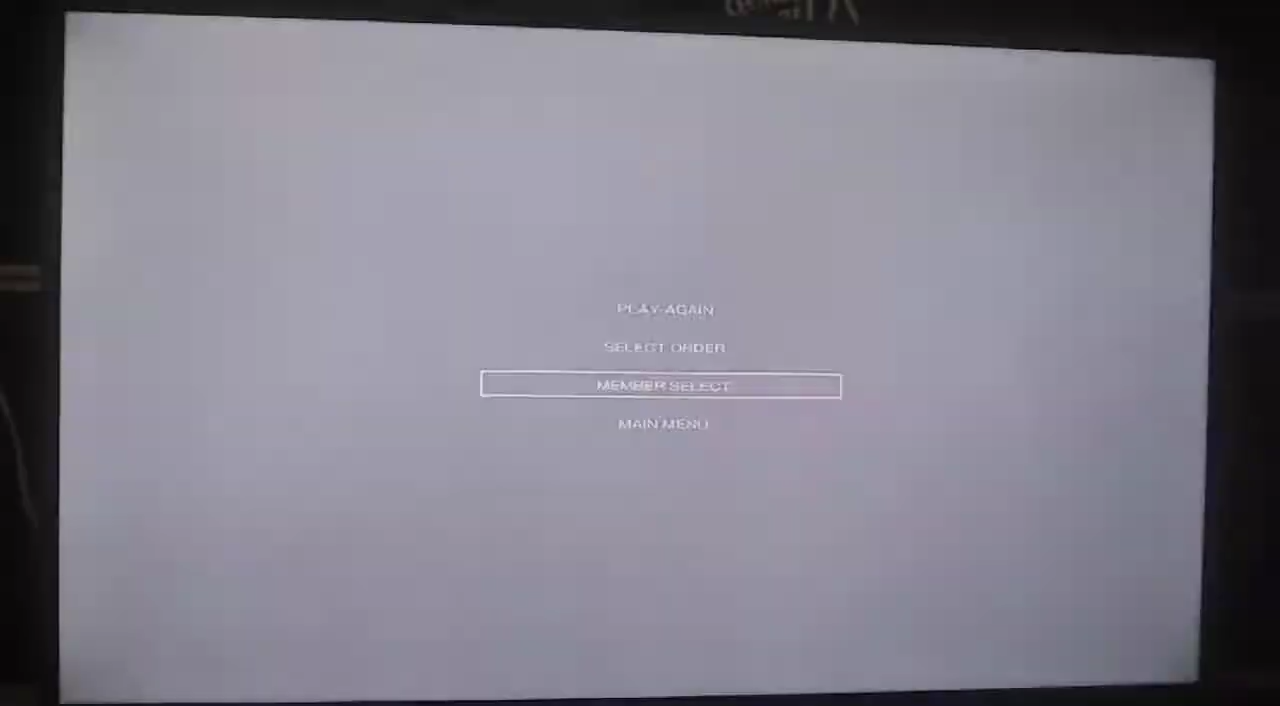 PLAY AGAIN
SELECT ORDER
MEMBER SELECT
MAIN MENU